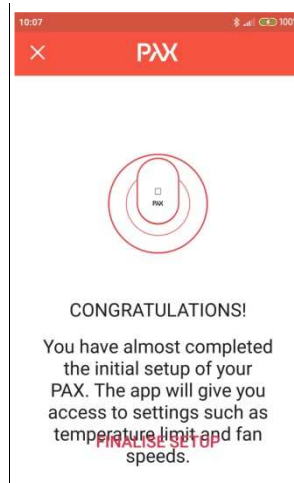 10:07 100%
PAX
PAX
CONGRATULATIONS!
You have almost completed
the initial setup of your
PAX. The app will give you
access to settings such as
temperature limit and fan
FINALISE SETUP
speeds.